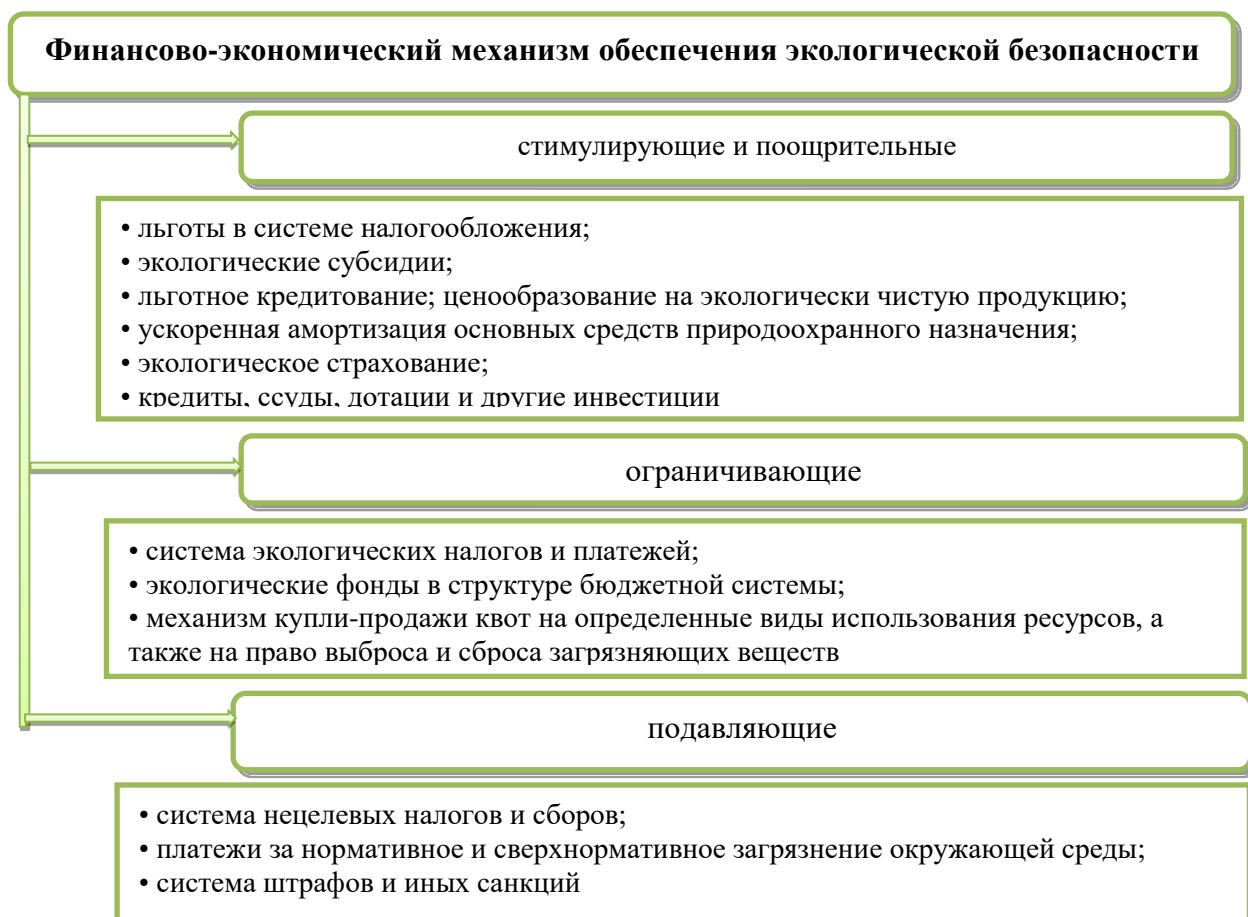 Финансово-экономический механизм обеспечения экологической безопасности
стимулирующие и поощрительные
• льготы в системе налогообложения;
• экологические субсидии;
• льготное кредитование; ценообразование на экологически чистую продукцию;
• ускоренная амортизация основных средств природоохранного назначения;
• экологическое страхование;
• кредиты, ссуды, дотации и другие инвестиции
ограничивающие
• система экологических налогов и платежей;
• экологические фонды в структуре бюджетной системы;
• механизм купли-продажи квот на определенные виды использования ресурсов, а
также на право выброса и сброса загрязняющих веществ
подавляющие
• система нецелевых налогов и сборов;
• платежи за нормативное и сверхнормативное загрязнение окружающей среды;
• система штрафов и иных санкций